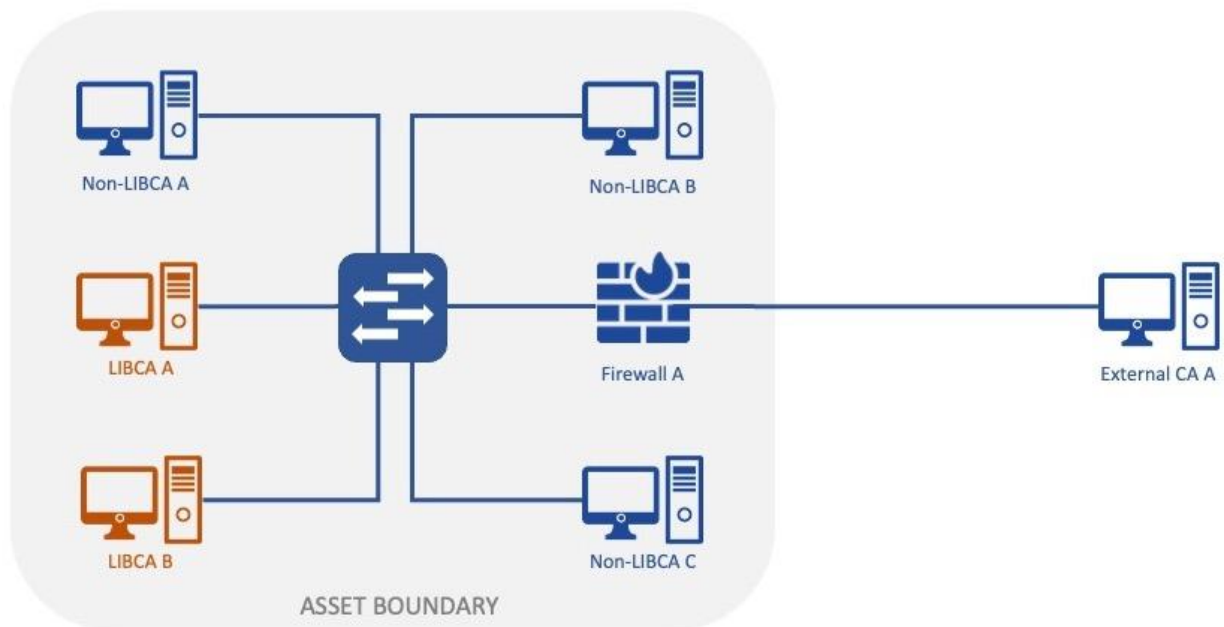 Non-LIBCA A
Non-LIBCA B
LIBCA A
Firewall A
External CA A
LIBCA B
Non-LIBCA C
ASSET BOUNDARY